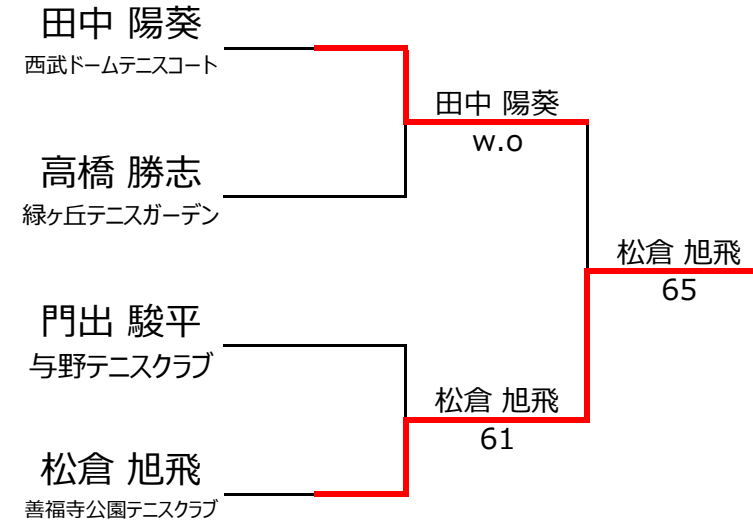 田中 陽葵
西武ドームテニスコート
田中 陽葵
w.o
高橋 勝志
緑ヶ丘テニスガーデン
松倉 旭飛
65
門出 駿平
与野テニスクラブ
松倉 旭飛
61
松倉 旭飛
善福寺公園テニスクラブ